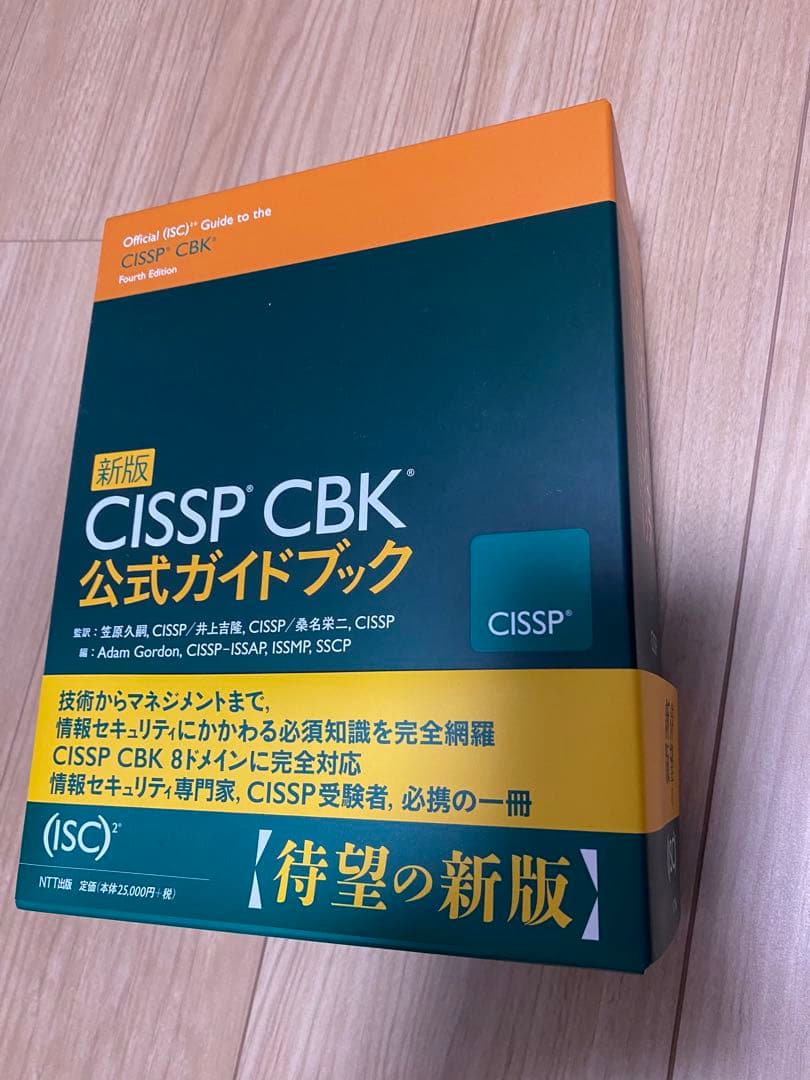 Official (ISC)²® Guide to the
CISSP® CBK®
Fourth Edition
新版
CISSP® CBK®
公式ガイドブック
監訳：笠原久嗣, CISSP／井上吉隆, CISSP／桑名栄二, CISSP
編：Adam Gordon, CISSP-ISSAP, ISSMP, SSCP
CISSP®
技術からマネジメントまで,
情報セキュリティにかかわる必須知識を完全網羅
CISSP CBK 8ドメインに完全対応
情報セキュリティ専門家, CISSP受験者, 必携の一冊
(ISC)²®
【待望の新版】
NTT出版 定価(本体25,000円+税)
(ISC)